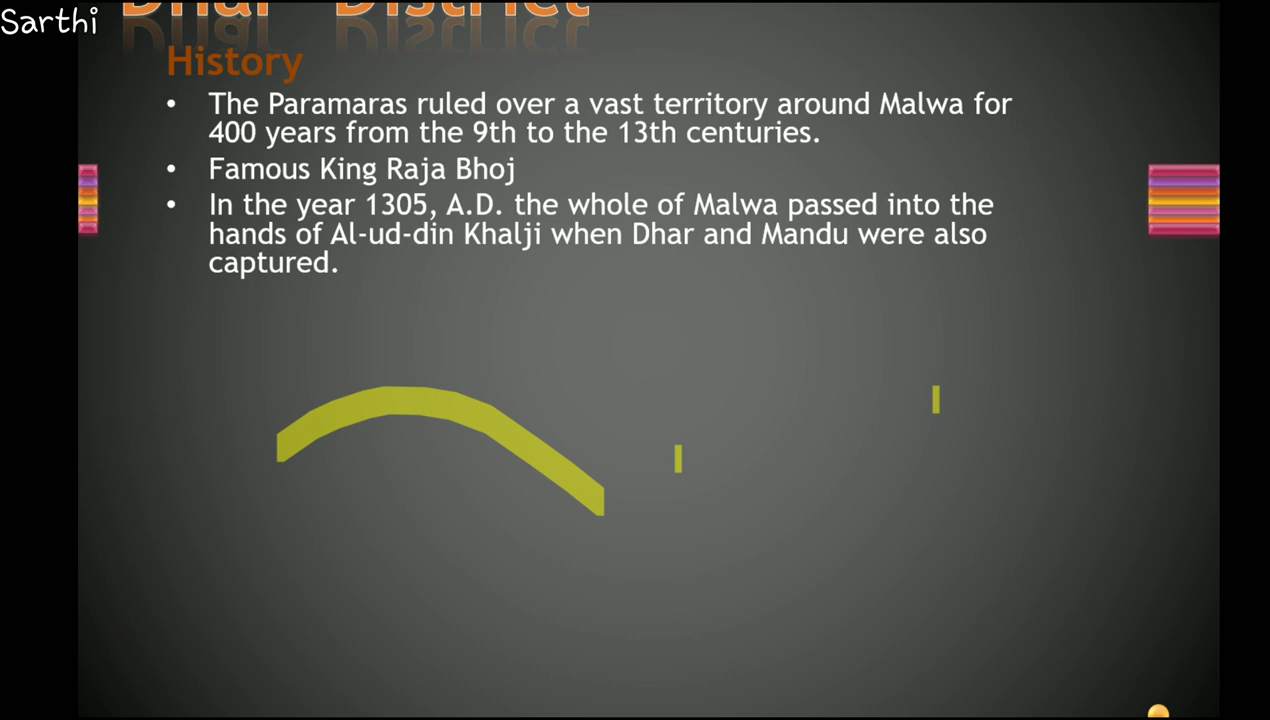 Sarthi
Dhar District
History
• The Paramaras ruled over a vast territory around Malwa for
400 years from the 9th to the 13th centuries.
• Famous King Raja Bhoj
• In the year 1305, A.D. the whole of Malwa passed into the
hands of Al-ud-din Khalji when Dhar and Mandu were also
captured.